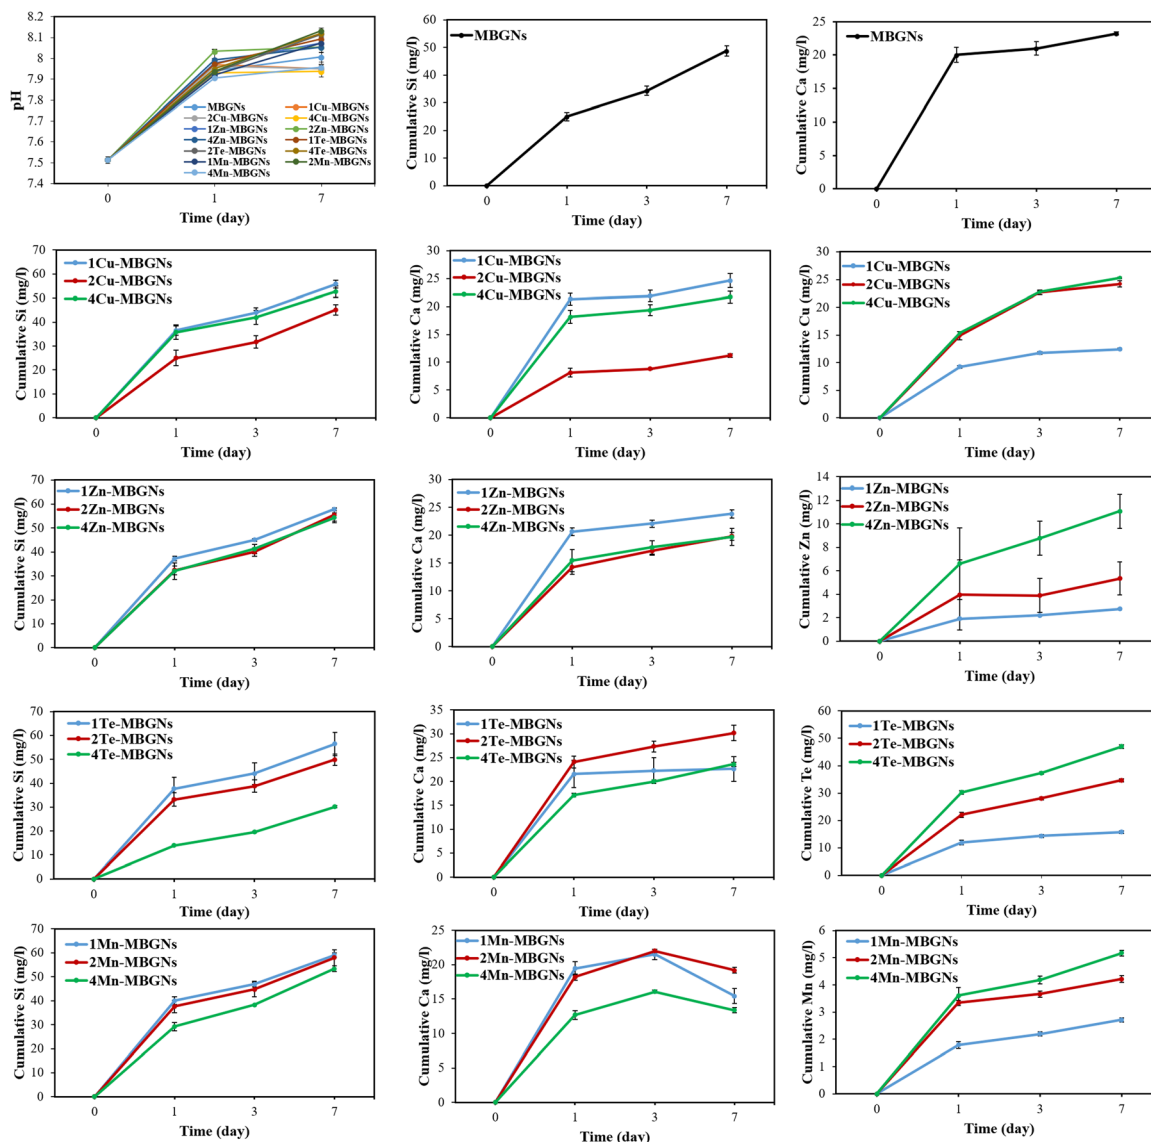 8.2
8.1
8
7.9
7.8
7.7
7.6
7.5
7.4
pH
MBGNs 1Cu-MBGNs
2Cu-MBGNs 4Cu-MBGNs
1Zn-MBGNs 2Zn-MBGNs
4Zn-MBGNs 1Te-MBGNs
2Te-MBGNs 4Te-MBGNs
1Mn-MBGNs 2Mn-MBGNs
4Mn-MBGNs
0 1 7
Time (day)
60
50
40
30
20
10
0
Cumulative Si (mg/l)
MBGNs
0 1 3 7
Time (day)
25
20
15
10
5
0
Cumulative Ca (mg/l)
MBGNs
0 1 3 7
Time (day)
70
60
50
40
30
20
10
0
Cumulative Si (mg/l)
1Cu-MBGNs
2Cu-MBGNs
4Cu-MBGNs
0 1 3 7
Time (day)
30
25
20
15
10
5
0
Cumulative Ca (mg/l)
1Cu-MBGNs
2Cu-MBGNs
4Cu-MBGNs
0 1 3 7
Time (day)
30
25
20
15
10
5
0
Cumulative Cu (mg/l)
1Cu-MBGNs
2Cu-MBGNs
4Cu-MBGNs
0 1 3 7
Time (day)
70
60
50
40
30
20
10
0
Cumulative Si (mg/l)
1Zn-MBGNs
2Zn-MBGNs
4Zn-MBGNs
0 1 3 7
Time (day)
30
25
20
15
10
5
0
Cumulative Ca (mg/l)
1Zn-MBGNs
2Zn-MBGNs
4Zn-MBGNs
0 1 3 7
Time (day)
14
12
10
8
6
4
2
0
Cumulative Zn (mg/l)
1Zn-MBGNs
2Zn-MBGNs
4Zn-MBGNs
0 1 3 7
Time (day)
70
60
50
40
30
20
10
0
Cumulative Si (mg/l)
1Te-MBGNs
2Te-MBGNs
4Te-MBGNs
0 1 3 7
Time (day)
35
30
25
20
15
10
5
0
Cumulative Ca (mg/l)
1Te-MBGNs
2Te-MBGNs
4Te-MBGNs
0 1 3 7
Time (day)
60
50
40
30
20
10
0
Cumulative Te (mg/l)
1Te-MBGNs
2Te-MBGNs
4Te-MBGNs
0 1 3 7
Time (day)
70
60
50
40
30
20
10
0
Cumulative Si (mg/l)
1Mn-MBGNs
2Mn-MBGNs
4Mn-MBGNs
0 1 3 7
Time (day)
25
20
15
10
5
0
Cumulative Ca (mg/l)
1Mn-MBGNs
2Mn-MBGNs
4Mn-MBGNs
0 1 3 7
Time (day)
6
5
4
3
2
1
0
Cumulative Mn (mg/l)
1Mn-MBGNs
2Mn-MBGNs
4Mn-MBGNs
0 1 3 7
Time (day)